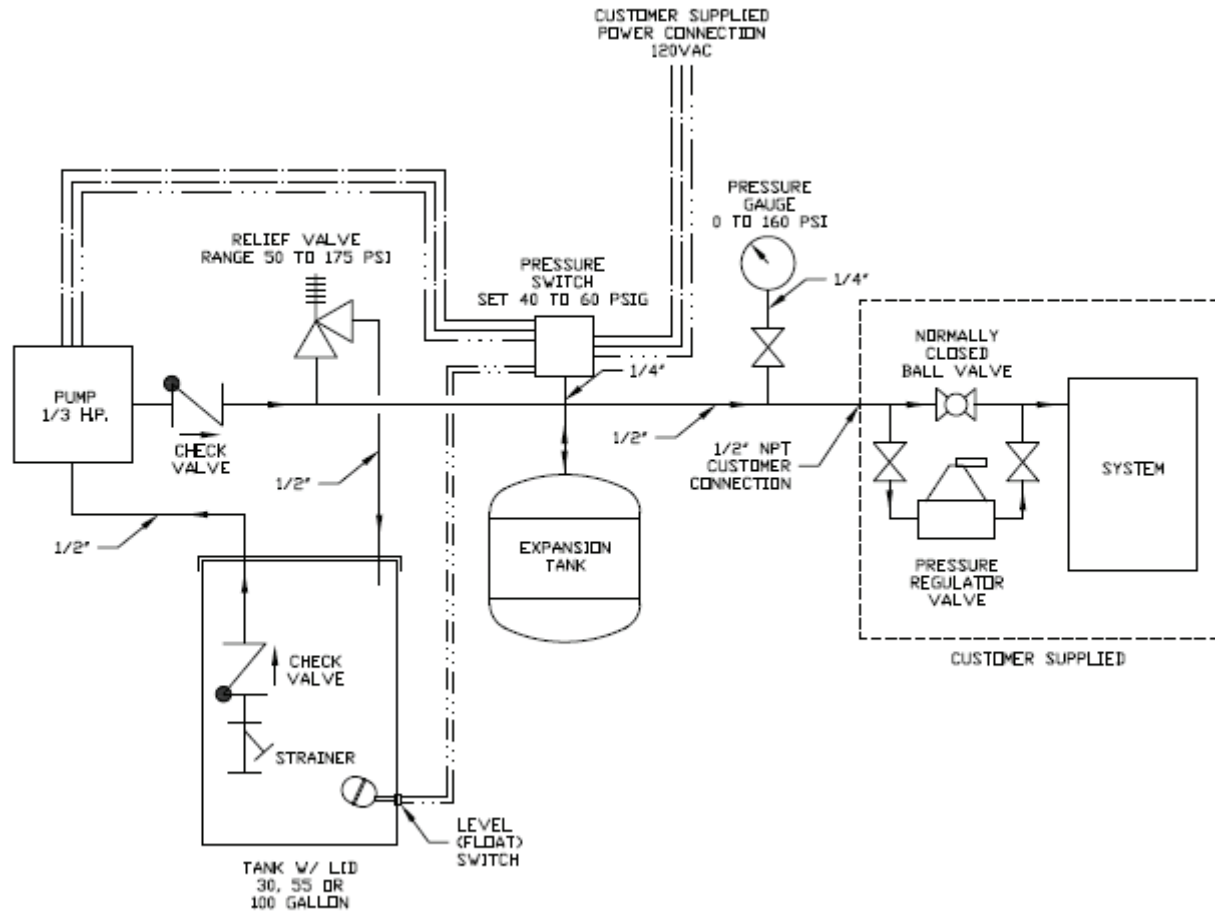 CUSTOMER SUPPLIED
POWER CONNECTION
120VAC
RELIEF VALVE
RANGE 50 TO 175 PSI
PRESSURE
SWITCH
SET 40 TO 60 PSIG
PRESSURE
GAUGE
0 TO 160 PSI
1/4"
NORMALLY
CLOSED
BALL VALVE
PUMP
1/3 H.P.
CHECK
VALVE
1/4"
1/2"
1/2"
1/2" NPT
CUSTOMER
CONNECTION
SYSTEM
1/2"
EXPANSION
TANK
PRESSURE
REGULATOR
VALVE
CUSTOMER SUPPLIED
CHECK
VALVE
STRAINER
LEVEL
(FLOAT)
SWITCH
TANK W/ LID
30, 55 OR
100 GALLON